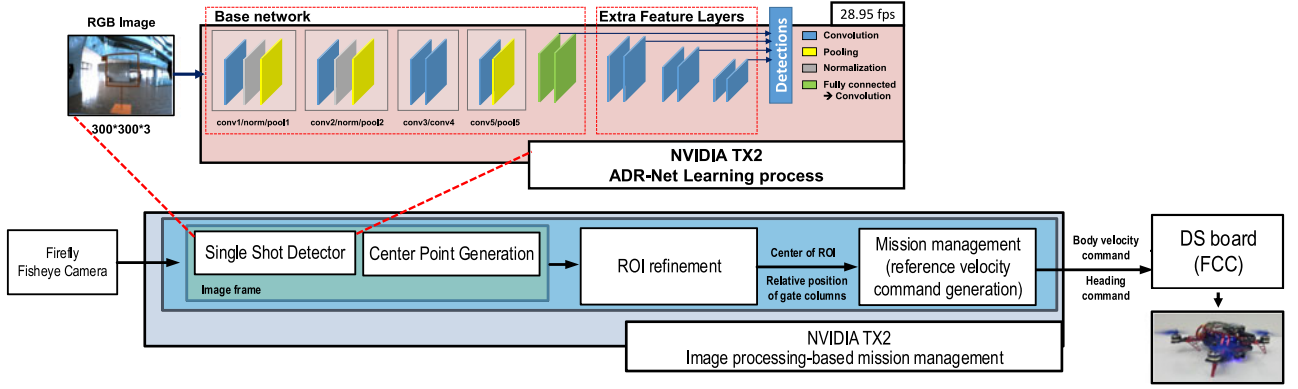 RGB Image
300*300*3
Base network
Extra Feature Layers
28.95 fps
conv1/norm/pool1
conv2/norm/pool2
conv3/conv4
conv5/pool5
Detections
Convolution
Pooling
Normalization
Fully connected
➔ Convolution
NVIDIA TX2
ADR-Net Learning process
Firefly
Fisheye Camera
Single Shot Detector
Center Point Generation
Image frame
ROI refinement
Center of ROI
Relative position
of gate columns
Mission management
(reference velocity
command generation)
Body velocity
command
Heading
command
DS board
(FCC)
NVIDIA TX2
Image processing-based mission management